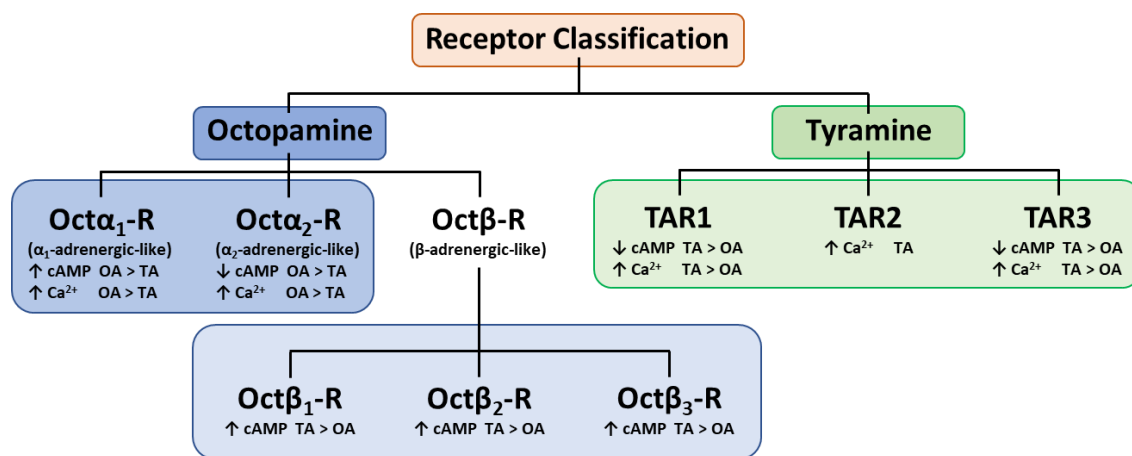 Receptor Classification
Octopamine
Tyramine
Octα₁-R
(α₁-adrenergic-like)
↑ cAMP OA > TA
↑ Ca²⁺ OA > TA
Octα₂-R
(α₂-adrenergic-like)
↓ cAMP OA > TA
↑ Ca²⁺ OA > TA
Octβ-R
(β-adrenergic-like)
TAR1
↓ cAMP TA > OA
↑ Ca²⁺ TA > OA
TAR2
↑ Ca²⁺ TA
TAR3
↓ cAMP TA > OA
↑ Ca²⁺ TA > OA
Octβ₁-R
↑ cAMP TA > OA
Octβ₂-R
↑ cAMP TA > OA
Octβ₃-R
↑ cAMP TA > OA